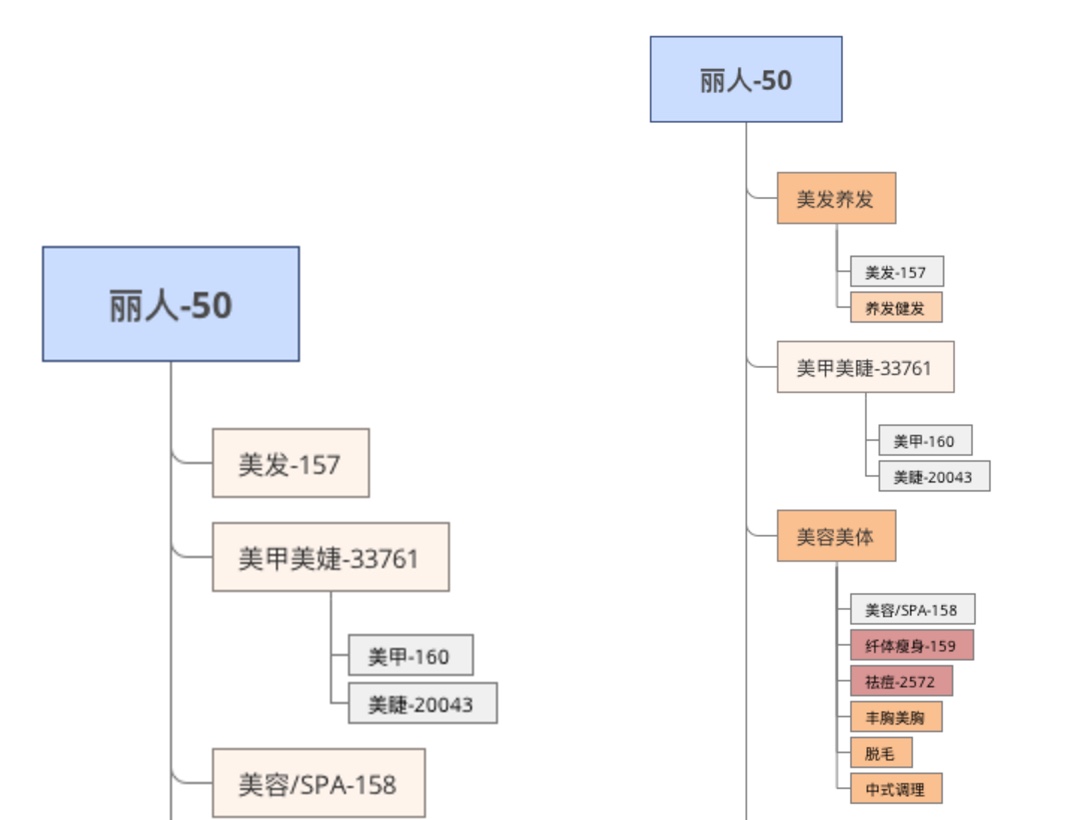 丽人-50
美发-157
美甲美婕-33761
美甲-160
美睫-20043
美容/SPA-158
丽人-50
美发养发
美发-157
养发健发
美甲美睫-33761
美甲-160
美睫-20043
美容美体
美容/SPA-158
纤体瘦身-159
祛痘-2572
丰胸美胸
脱毛
中式调理